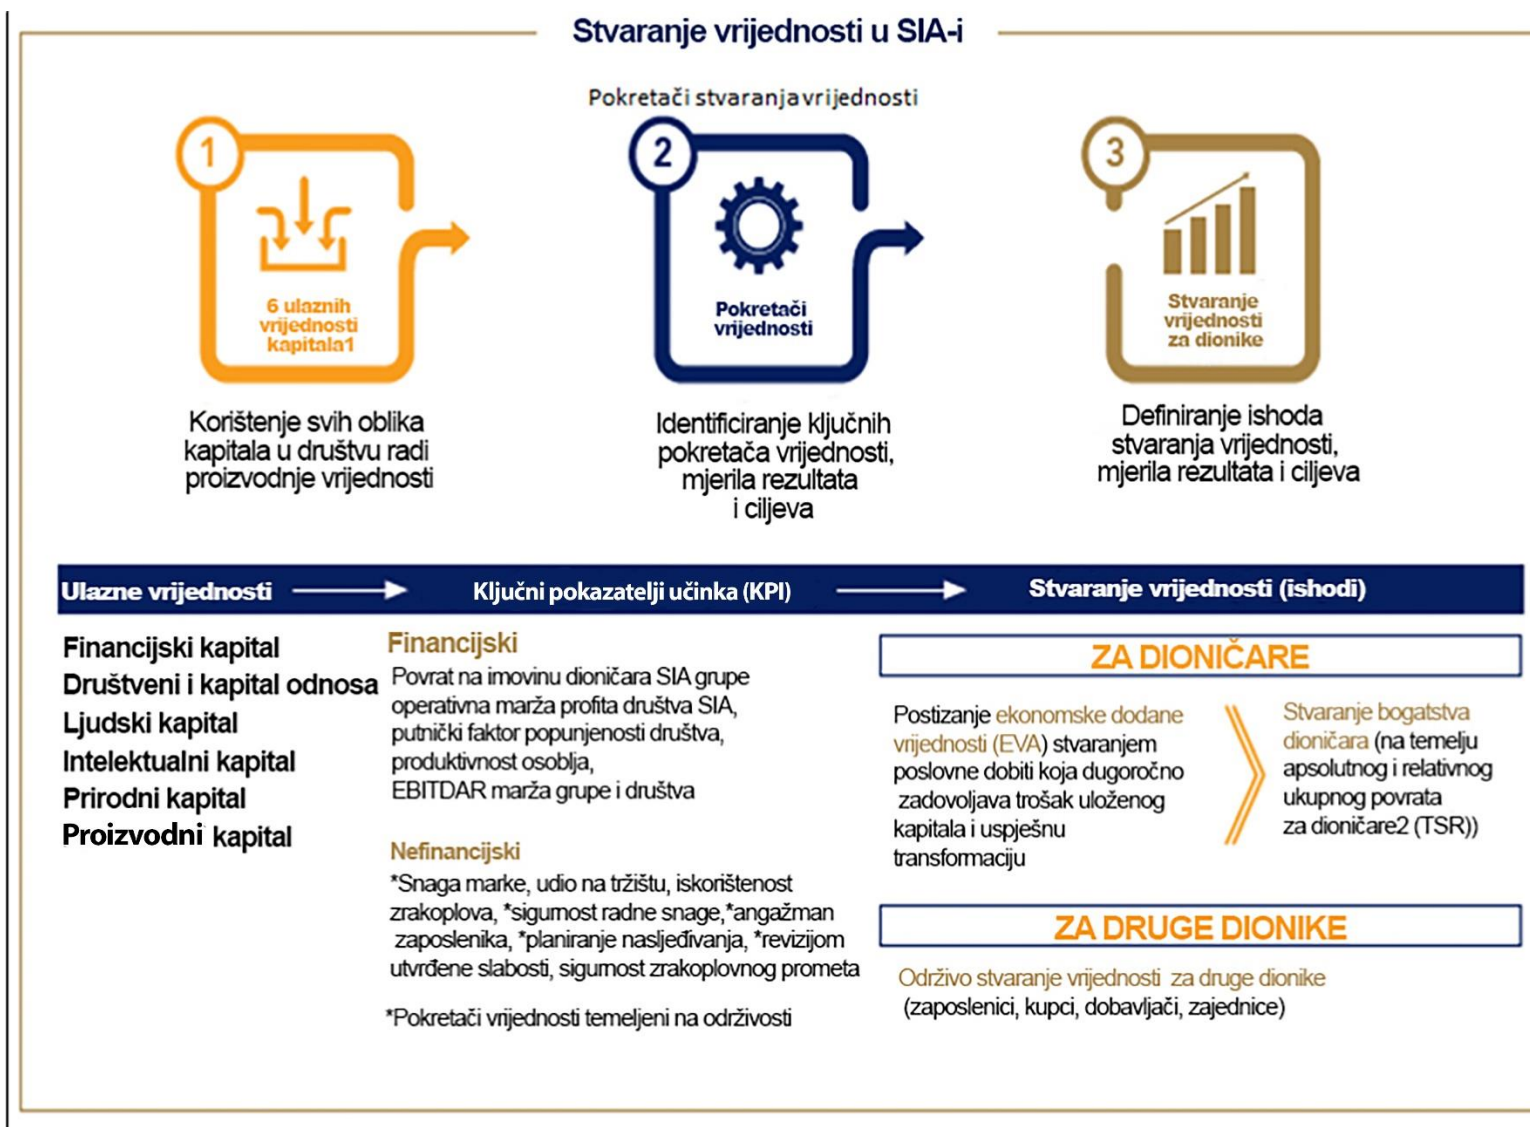 Stvaranje vrijednosti u SIA-i
Pokretači stvaranja vrijednosti
1
6 ulaznih
vrijednosti
kapitala1
Korištenje svih oblika
kapitala u društvu radi
proizvodnje vrijednosti
2
Pokretači
vrijednosti
Identificiranje ključnih
pokretača vrijednosti,
mjerila rezultata
i ciljeva
3
Stvaranje
vrijednosti
za dionike
Definiranje ishoda
stvaranja vrijednosti,
mjerila rezultata i ciljeva
Ulazne vrijednosti
Ključni pokazatelji učinka (KPI)
Stvaranje vrijednosti (ishodi)
Financijski kapital
Društveni i kapital odnosa
Ljudski kapital
Intelektualni kapital
Prirodni kapital
Proizvodni kapital
Financijski
Povrat na imovinu dioničara SIA grupe
operativna marža profita društva SIA,
putnički faktor popunjenosti društva,
produktivnost osoblja,
EBITDAR marža grupe i društva
Nefinancijski
*Snaga marke, udio na tržištu, iskorištenost
zrakoplova, *sigurnost radne snage,*angažman
zaposlenika, *planiranje nasljeđivanja, *revizijom
utvrđene slabosti, sigurnost zrakoplovnog prometa
*Pokretači vrijednosti temeljeni na održivosti
ZA DIONIČARE
Postizanje ekonomske dodane
vrijednosti (EVA) stvaranjem
poslovne dobiti koja dugoročno
zadovoljava trošak uloženog
kapitala i uspješnu
transformaciju
Stvaranje bogatstva
dioničara (na temelju
apsolutnog i relativnog
ukupnog povrata
za dioničare2 (TSR))
ZA DRUGE DIONIKE
Održivo stvaranje vrijednosti za druge dionike
(zaposlenici, kupci, dobavljači, zajednice)